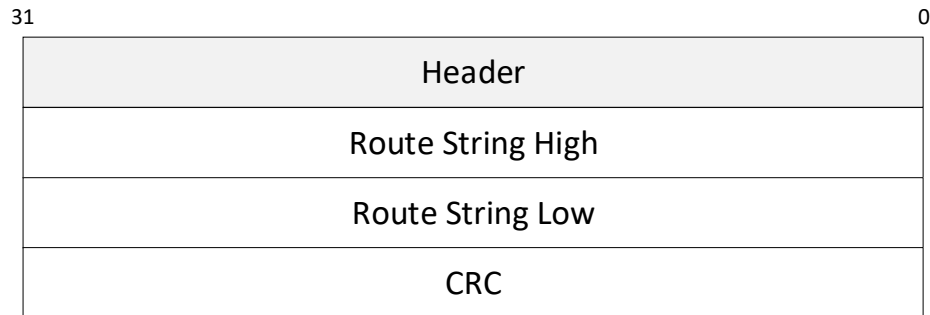 31 0
Header
Route String High
Route String Low
CRC